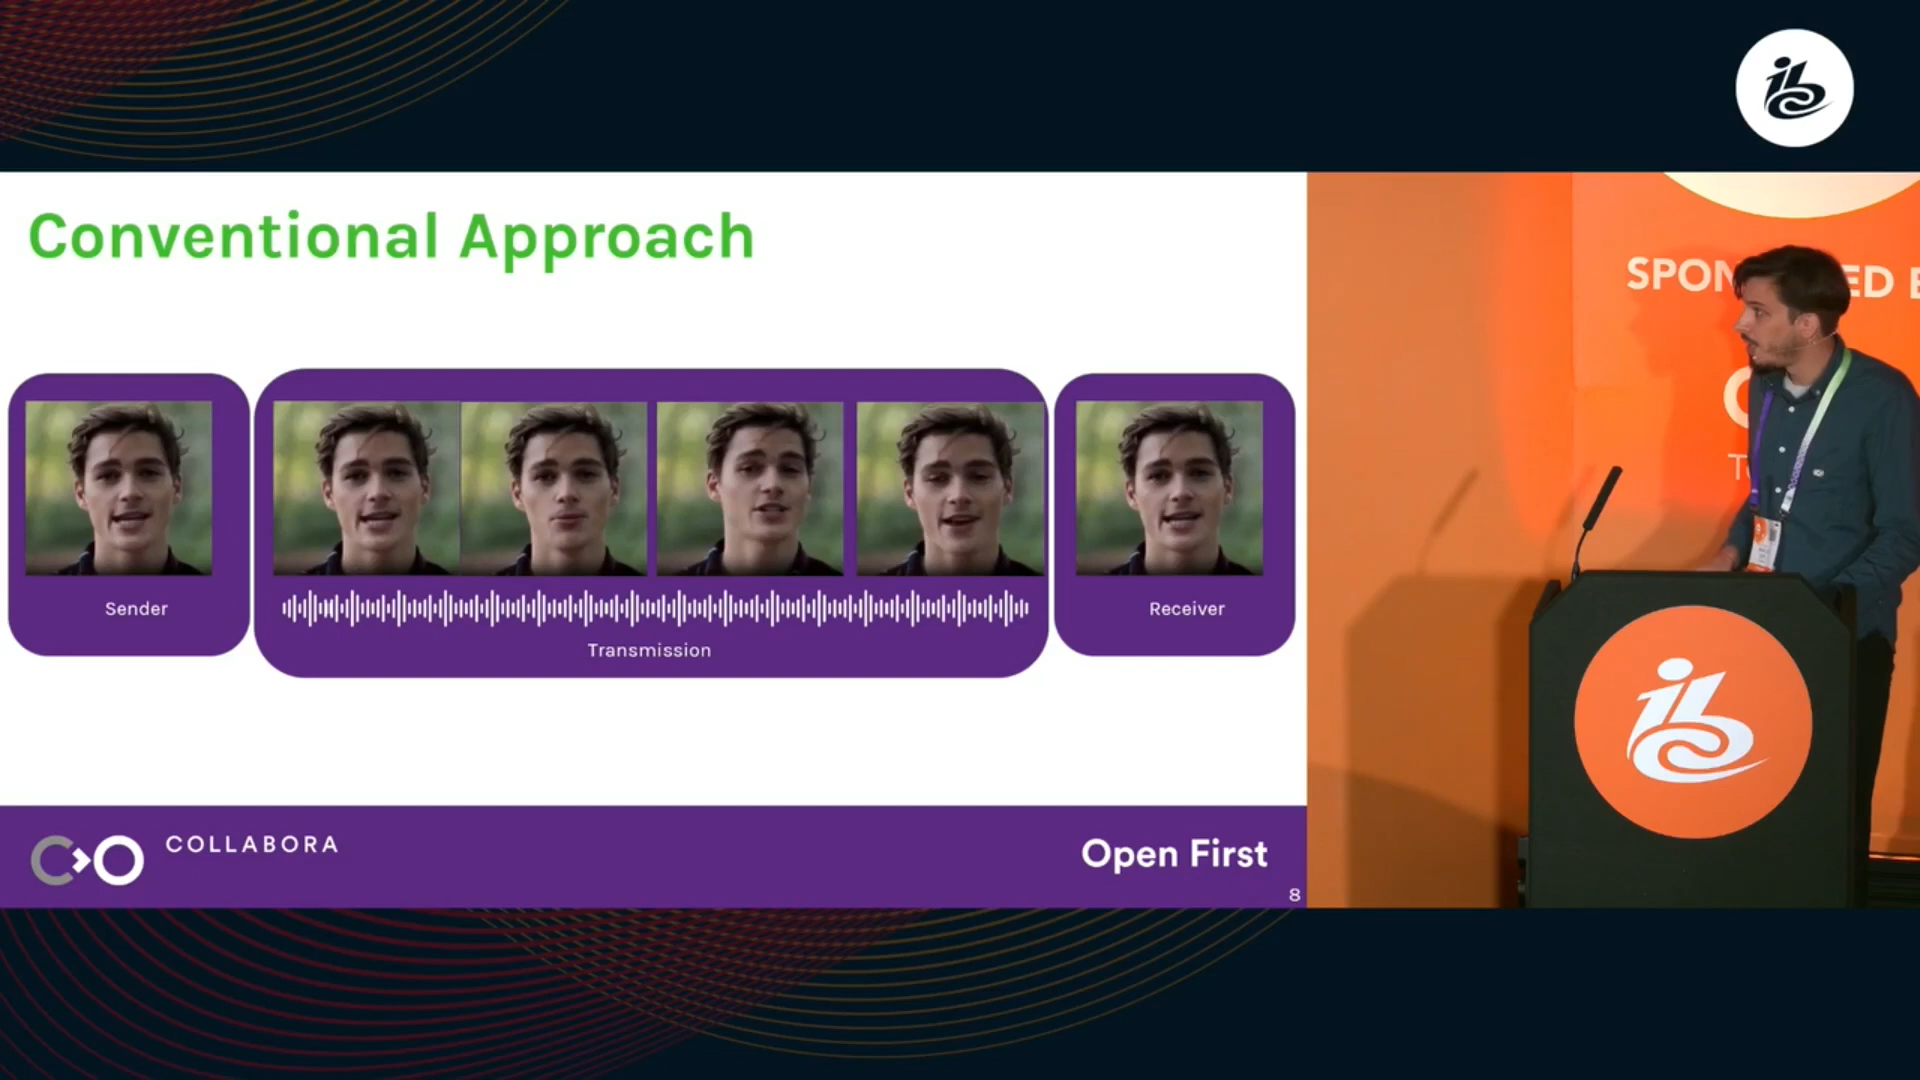 Conventional Approach
Sender
Transmission
Receiver
COLLABORA
Open First
8